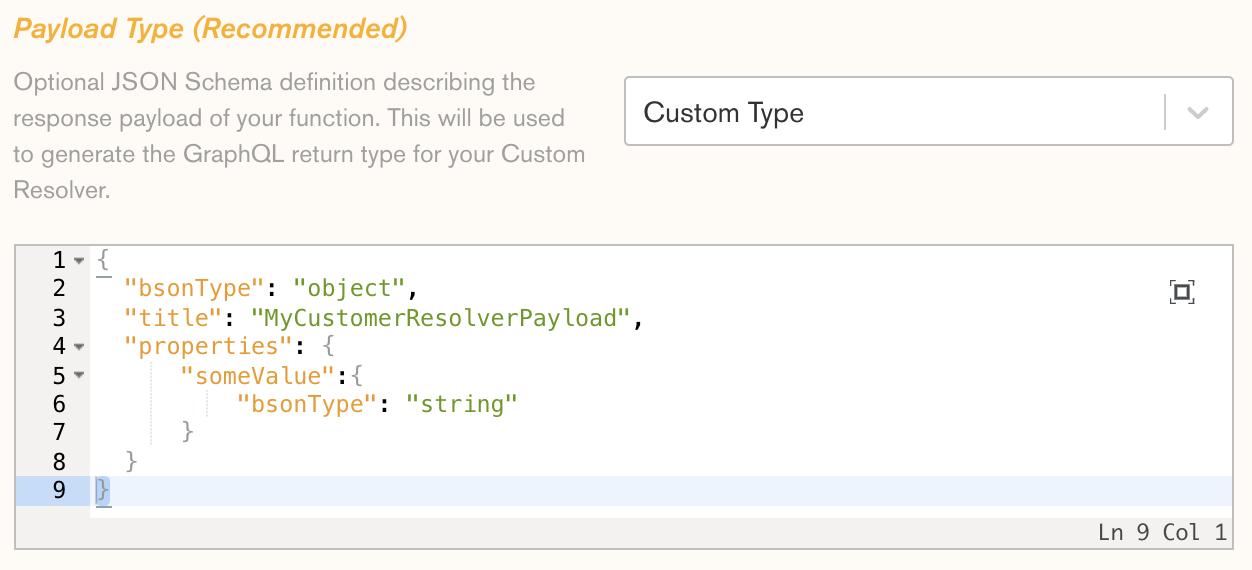 Payload Type (Recommended)
Optional JSON Schema definition describing the
response payload of your function. This will be used
to generate the GraphQL return type for your Custom
Resolver.
Custom Type
1 {
2 "bsonType": "object",
3 "title": "MyCustomerResolverPayload",
4 "properties": {
5 "someValue":{
6 "bsonType": "string"
7 }
8 }
9 }
Ln 9 Col 1